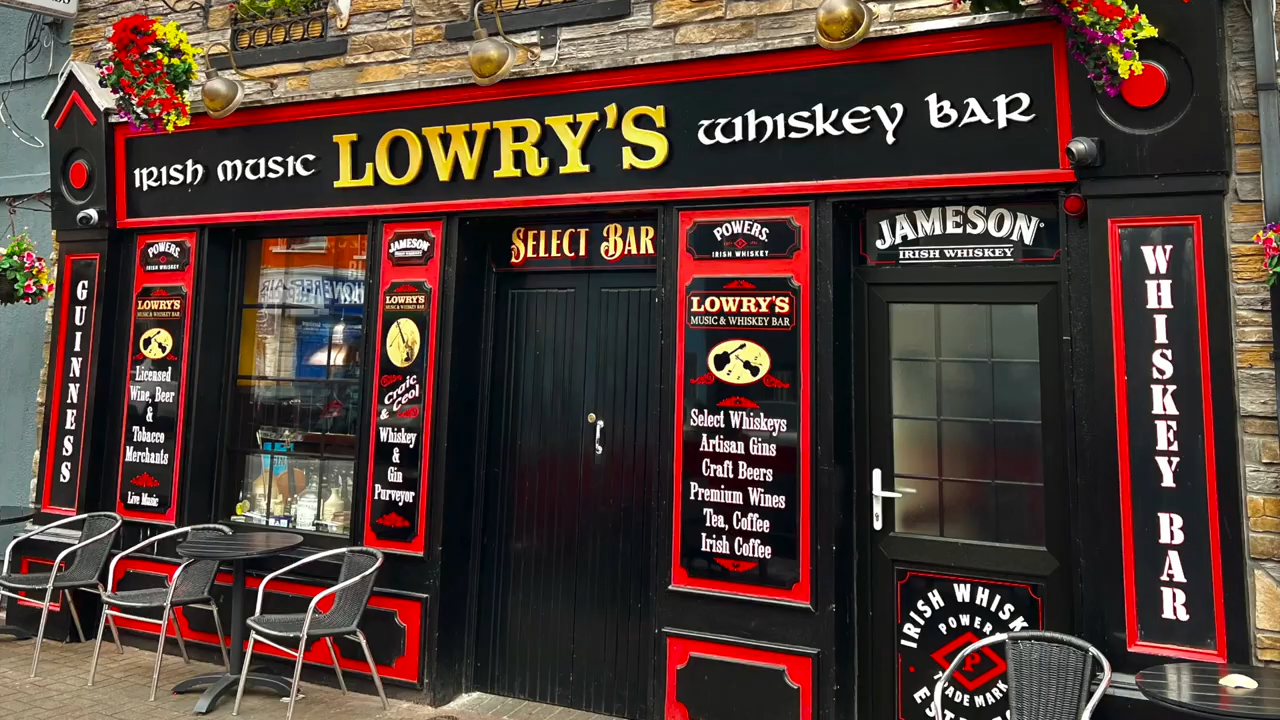 IRISH MUSIC LOWRY'S WHISKEY BAR
GUINNESS
POWERS
IRISH WHISKEY
LOWRY'S
MUSIC & WHISKEY BAR
Licensed
Wine, Beer
&
Tobacco
Merchants
Live Music
JAMESON
LOWRY'S
MUSIC & WHISKEY BAR
Craic
& Ceol
Whiskey
&
Gin
Purveyor
SELECT BAR
POWERS
IRISH WHISKEY
LOWRY'S
MUSIC & WHISKEY BAR
Select Whiskeys
Artisan Gins
Craft Beers
Premium Wines
Tea, Coffee
Irish Coffee
JAMESON
IRISH WHISKEY
IRISH WHISK
POWER
TRADE MARK
WHISKEY BAR